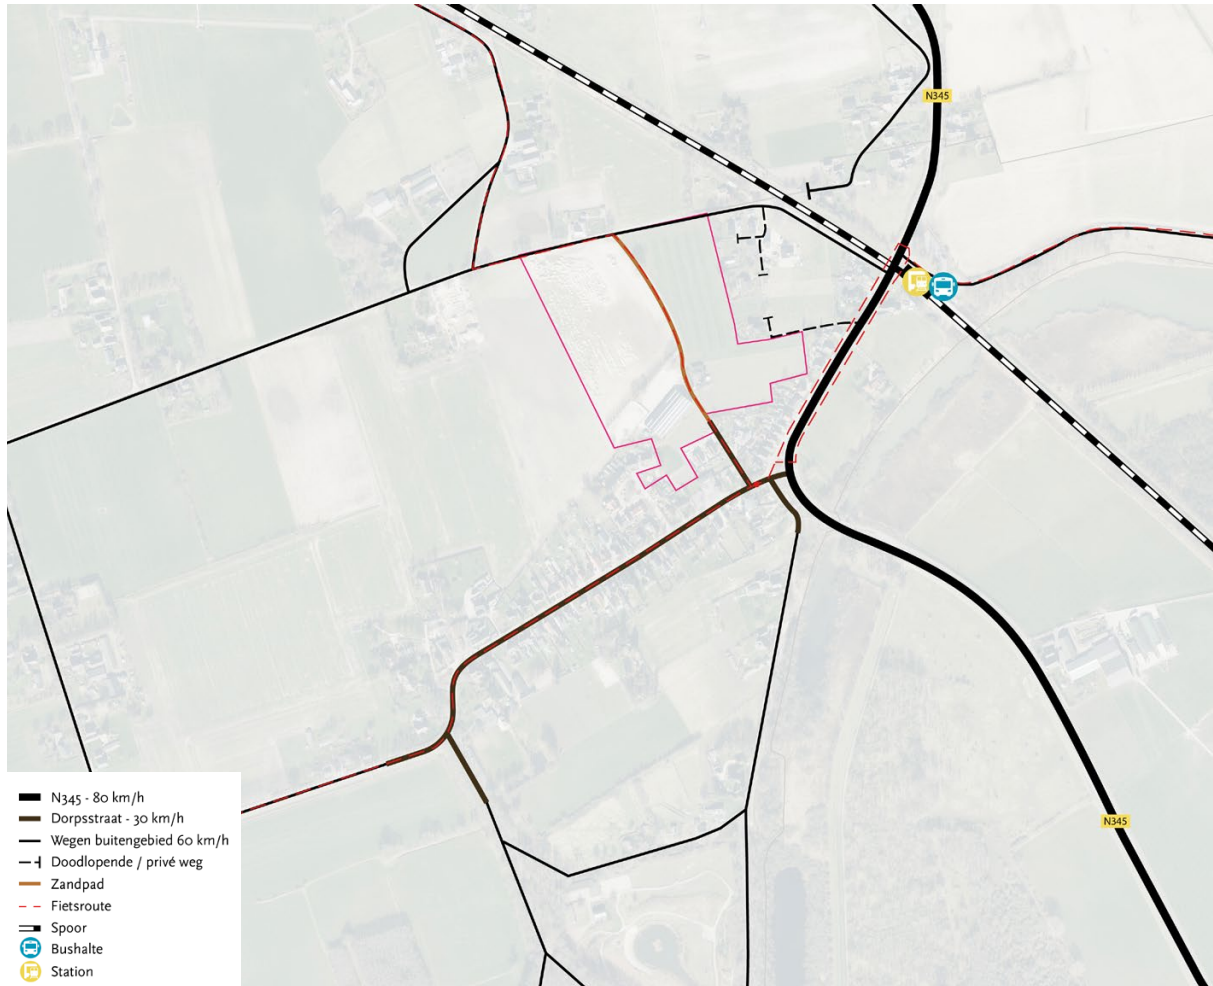 N345
N345
N345 - 80 km/h
Dorpsstraat - 30 km/h
Wegen buitengebied 60 km/h
Doodlopende / privé weg
Zandpad
Fietsroute
Spoor
Bushalte
Station